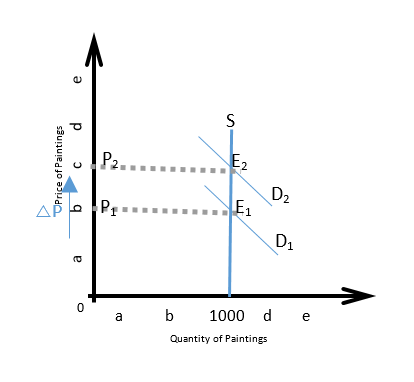 e
d
c
b
a
Price of Paintings
△P
S
P₂
E₂
D₂
P₁
E₁
D₁
0
a b 1000 d e
Quantity of Paintings